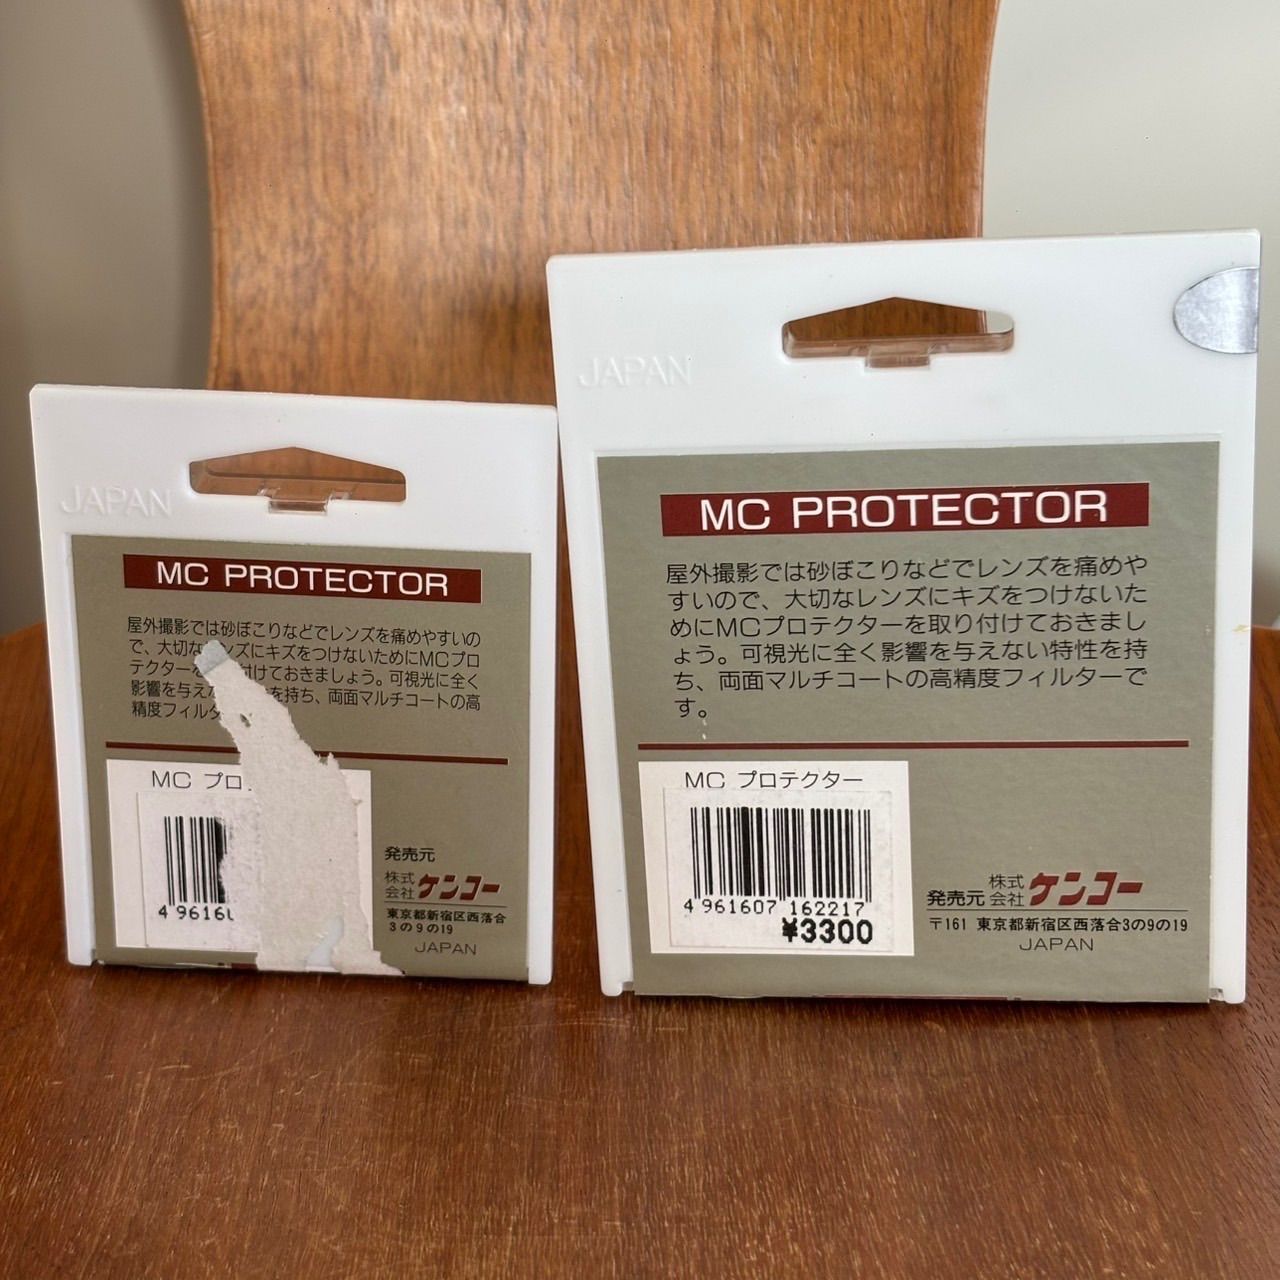 JAPAN
MC PROTECTOR
屋外撮影では砂ぼこりなどでレンズを痛めやすいの
で、大切なレンズにキズをつけないためにMCプロ
テクターを付けておきましょう。可視光に全く
影響を与え を持ち、両面マルチコートの高
精度フィルタ
MC プロ
4 9616
発売元
株式会社ケンコー
東京都新宿区西落合
3の9の19
JAPAN
JAPAN
MC PROTECTOR
屋外撮影では砂ぼこりなどでレンズを痛めや
すいので、大切なレンズにキズをつけないた
めにMCプロテクターを取り付けておきまし
ょう。可視光に全く影響を与えない特性を持
ち、両面マルチコートの高精度フィルターで
す。
MC プロテクター
4 961607 162217
¥3300
発売元 株式会社ケンコー
〒161 東京都新宿区西落合3の9の19
JAPAN